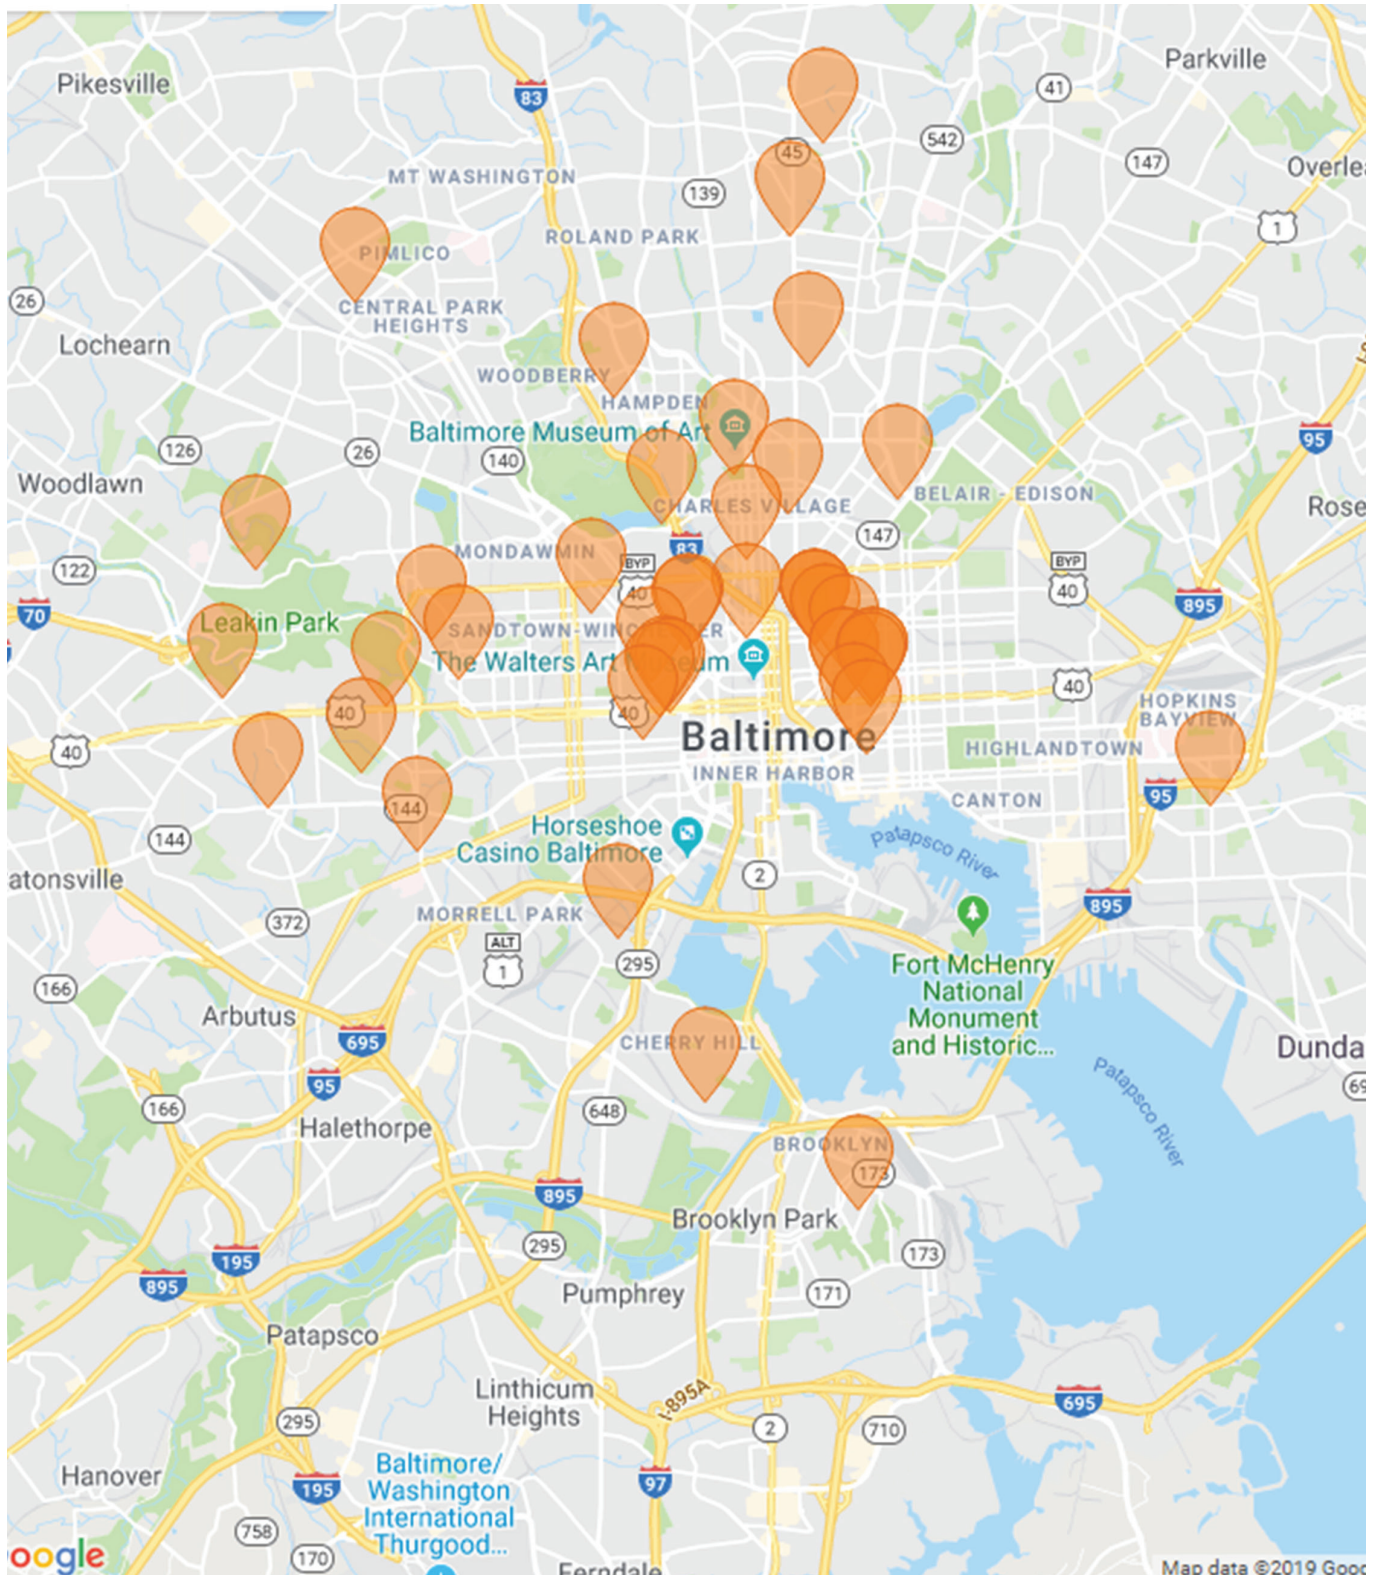 Parkville
Pikesville
41
83
542
45
147
Overlea
MT WASHINGTON
139
1
ROLAND PARK
PIMLICO
26
CENTRAL PARK
HEIGHTS
Lochearn
WOODBERRY
HAMPDEN
Baltimore Museum of Art
95
126
26
140
Woodlawn
BELAIR - EDISON
CHARLES VILLAGE
Rose
147
83
MONDAWMIN
BYP
40
BYP
40
122
895
70
Leakin Park
SANDTOWN-WINCHESTER
The Walters Art Museum
40
HOPKINS
BAYVIEW
40
40
Baltimore
40
HIGHLANDTOWN
INNER HARBOR
95
CANTON
144
Horseshoe
Casino Baltimore
144
Patapsco River
2
atonsville
895
MORRELL PARK
372
ALT
1
295
Fort McHenry
National
Monument
and Historic...
166
Arbutus
695
CHERRY HILL
Dunda
95
69
Patapsco River
166
648
Halethorpe
BROOKLYN
173
895
Brooklyn Park
295
173
195
895
171
Pumphrey
Patapsco
Linthicum
Heights
I-895A
695
295
2
710
Hanover
Baltimore/
Washington
International
Thurgood...
195
97
758
170
oogle
Ferndale
Map data ©2019 Goo